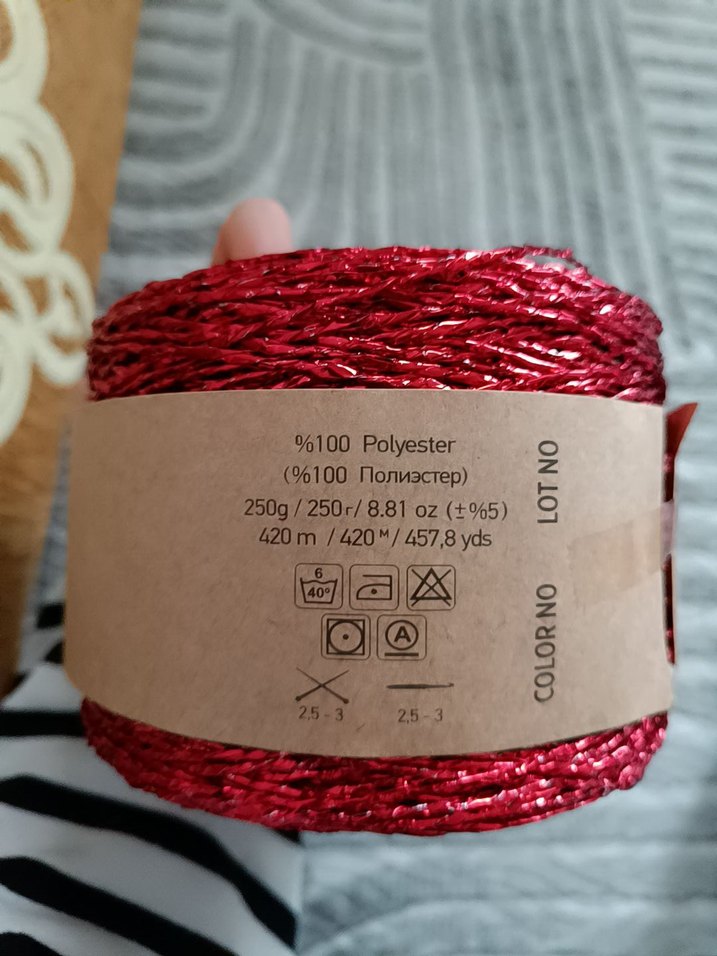 %100 Polyester
(%100 Полиэстер)
250g / 250г/ 8.81 oz (±%5)
420 m / 420 м / 457,8 yds
6
40°
A
2,5 - 3
2,5 - 3
LOT NO
COLOR NO